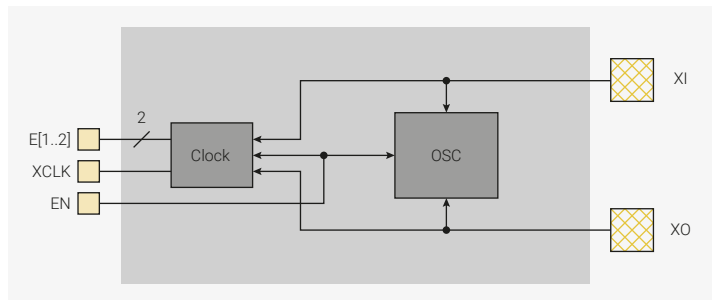 XI
2
E[1..2]
Clock
OSC
XCLK
EN
XO